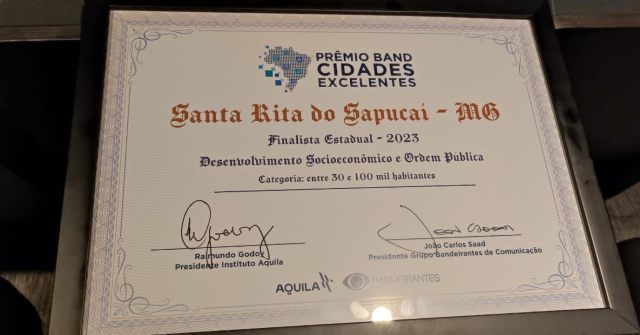 PRÊMIO BAND
CIDADES
EXCELENTES
Santa Rita do Sapucaí - MG
Finalista Estadual - 2023
Desenvolvimento Socioeconômico e Ordem Pública
Categoria: entre 30 e 100 mil habitantes
Raimundo Godoy
Presidente Instituto Aquila
João Carlos Saad
Presidente Grupo Bandeirantes de Comunicação
AQUILA
BANDEIRANTES